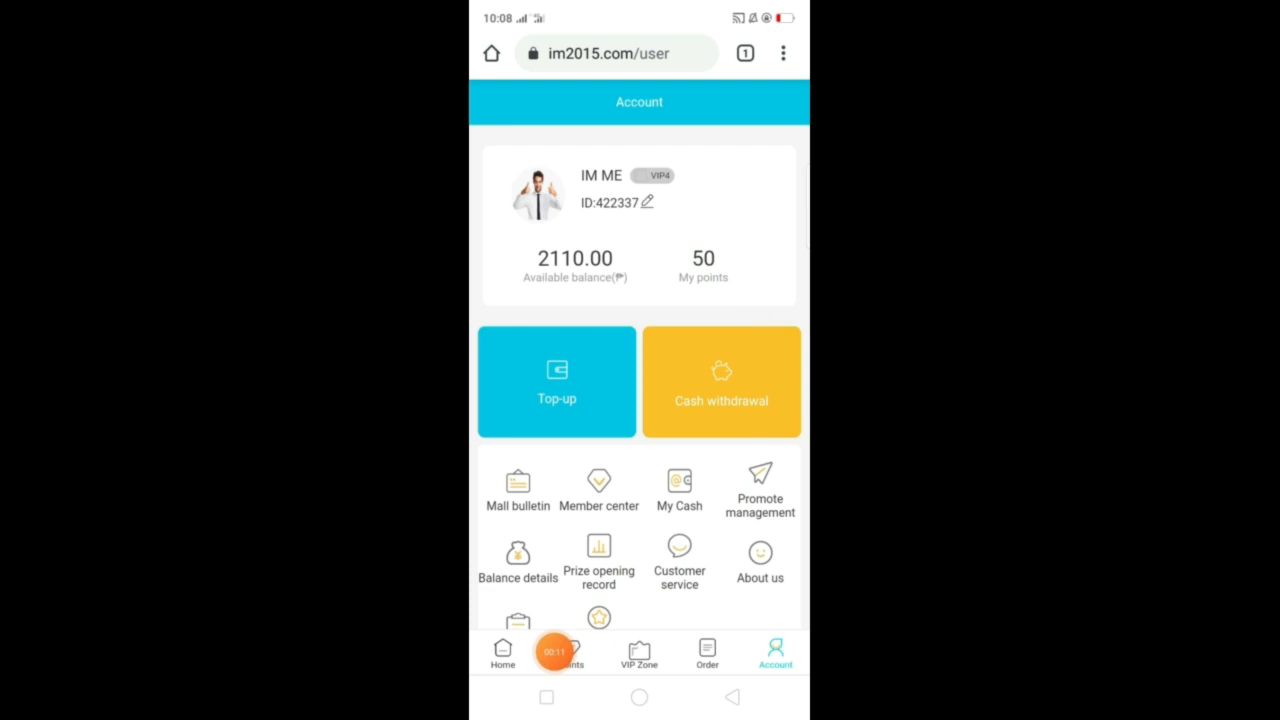 10:08
im2015.com/user
1
Account
IM ME VIP4
ID:422337
2110.00 50
Available balance(₱) My points
Top-up Cash withdrawal
Mall bulletin Member center My Cash Promote management
Balance details Prize opening record Customer service About us
00:11
Home VIP Zone Order Account